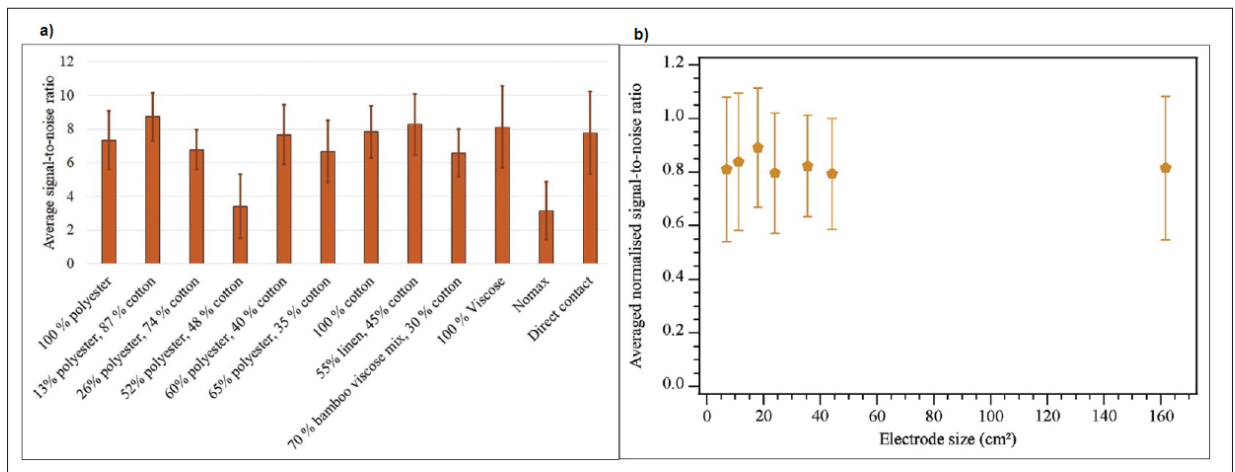 a)
Average signal-to-noise ratio
12
10
8
6
4
2
0
100 % polyester
13% polyester, 87 % cotton
26% polyester, 74 % cotton
52% polyester, 48 % cotton
60% polyester, 40 % cotton
65% polyester, 35 % cotton
100 % cotton
55% linen, 45% cotton
70 % bamboo viscose mix, 30 % cotton
100 % Viscose
Nomax
Direct contact
b)
Averaged normalised signal-to-noise ratio
1.2
1.0
0.8
0.6
0.4
0.2
0.0
0 20 40 60 80 100 120 140 160
Electrode size (cm²)